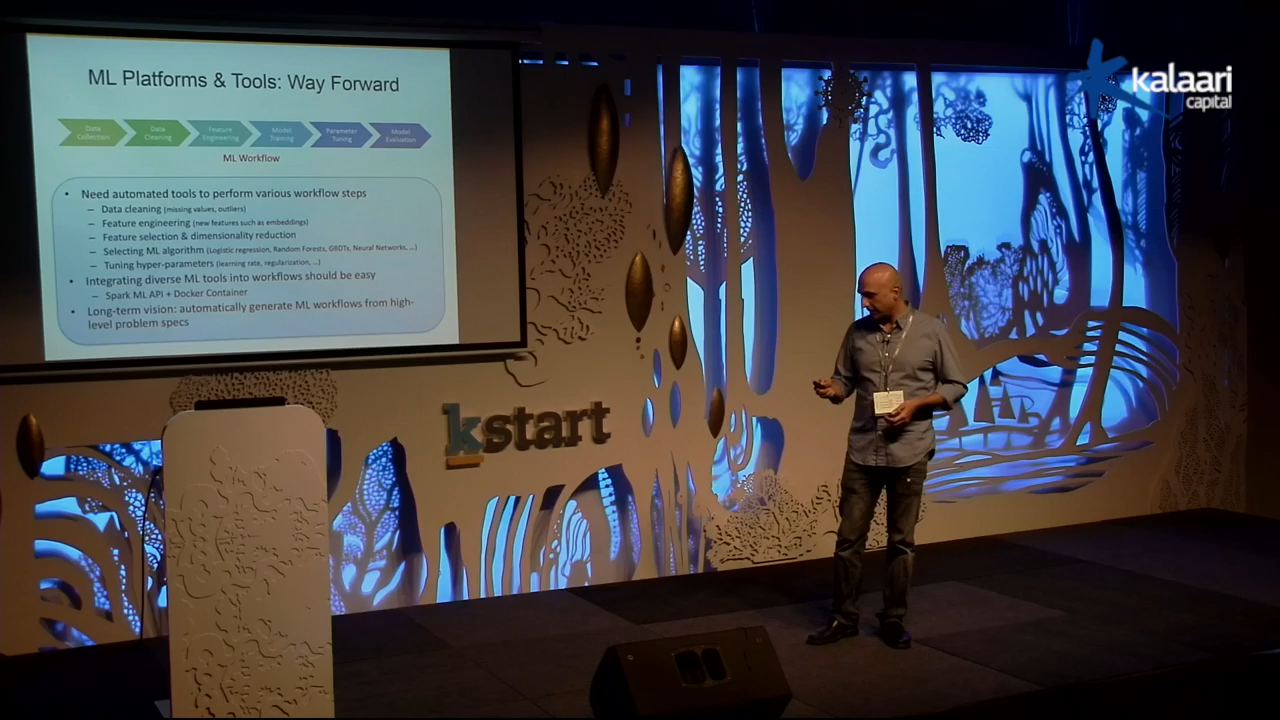 ML Platforms & Tools: Way Forward
Data Collection
Data Cleaning
Feature Engineering
Model Training
Parameter Tuning
Model Evaluation
ML Workflow
• Need automated tools to perform various workflow steps
– Data cleaning (missing values, outliers)
– Feature engineering (new features such as embeddings)
– Feature selection & dimensionality reduction
– Selecting ML algorithm (Logistic regression, Random Forests, GBDTs, Neural Networks, ...)
– Tuning hyper-parameters (learning rate, regularization, ...)
• Integrating diverse ML tools into workflows should be easy
– Spark ML API + Docker Container
• Long-term vision: automatically generate ML workflows from high-
level problem specs
kstart
kalaari
capital